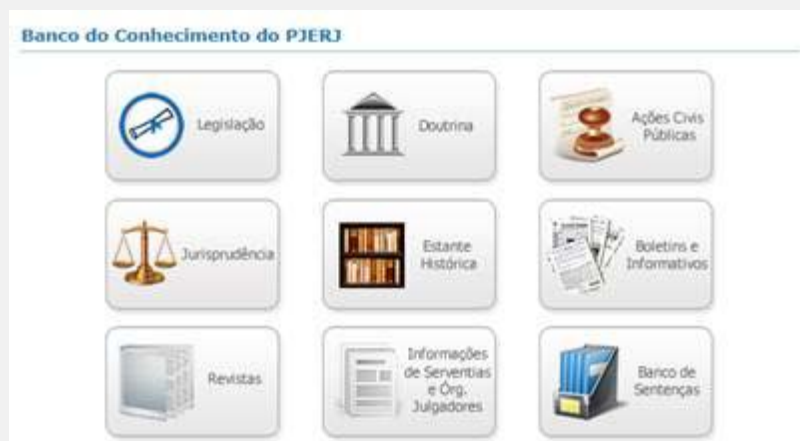 Banco do Conhecimento do PJERJ
Legislação
Doutrina
Ações Civis
Públicas
Jurisprudência
Estante
Histórica
Boletins e
Informativos
Revistas
Informações
de Serventias
e Órg.
Julgadores
Banco de
Sentenças